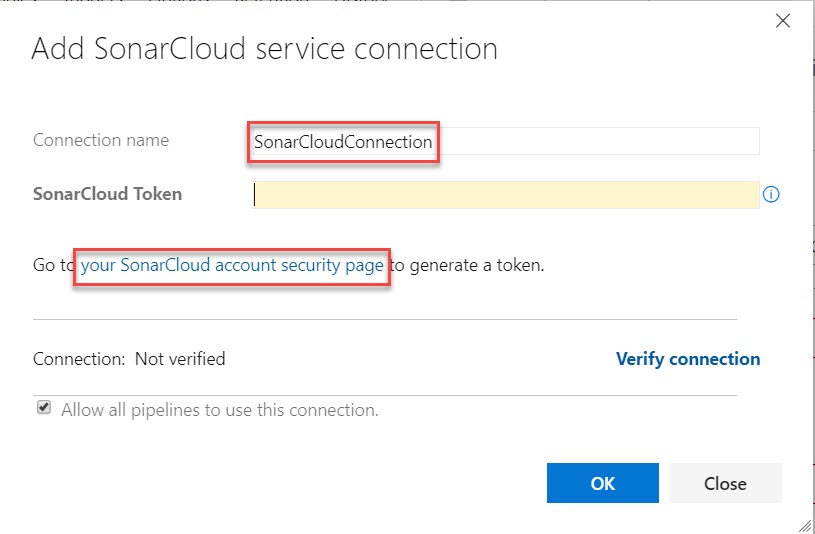 Add SonarCloud service connection
Connection name
SonarCloudConnection
SonarCloud Token
Go to your SonarCloud account security page to generate a token.
Connection: Not verified
Verify connection
Allow all pipelines to use this connection.
OK
Close